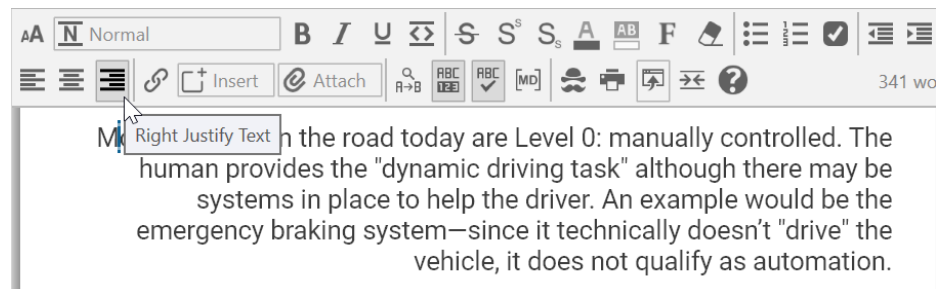 AA N Normal B I U S S^s S_s A AB F
Insert Attach A→B ABC 123 ABC [MD] ? 341 wo
Right Justify Text
M n the road today are Level 0: manually controlled. The
human provides the "dynamic driving task" although there may be
systems in place to help the driver. An example would be the
emergency braking system—since it technically doesn’t "drive" the
vehicle, it does not qualify as automation.